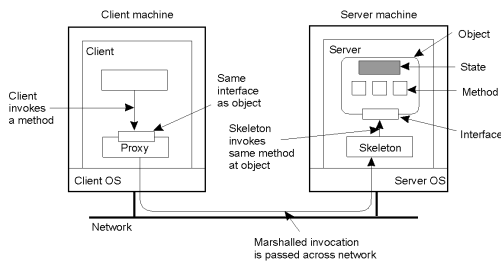 Client machine
Server machine
Object
Client
Server
State
Client
invokes
a method
Same
interface
as object
Method
Skeleton
invokes
same method
at object
Interface
Proxy
Skeleton
Client OS
Server OS
Network
Marshalled invocation
is passed across network